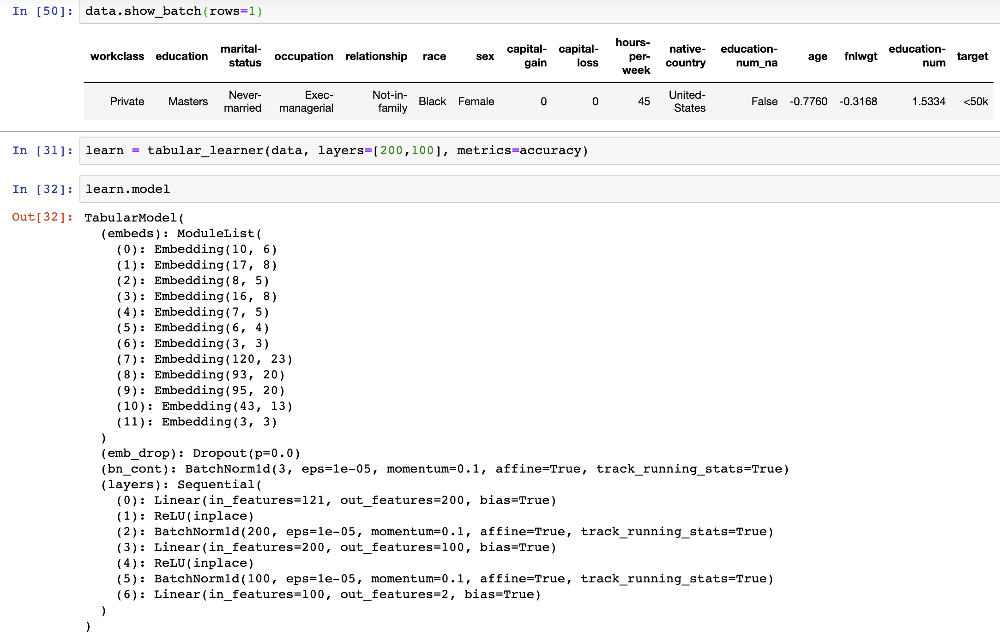 In [50]: data.show_batch(rows=1)
workclass education marital-status occupation relationship race sex capital-gain capital-loss hours-per-week native-country education-num_na age fnlwgt education-num target
Private Masters Never-married Exec-managerial Not-in-family Black Female 0 0 45 United-States False -0.7760 -0.3168 1.5334 <50k
In [31]: learn = tabular_learner(data, layers=[200,100], metrics=accuracy)
In [32]: learn.model
Out[32]: TabularModel(
(embeds): ModuleList(
(0): Embedding(10, 6)
(1): Embedding(17, 8)
(2): Embedding(8, 5)
(3): Embedding(16, 8)
(4): Embedding(7, 5)
(5): Embedding(6, 4)
(6): Embedding(3, 3)
(7): Embedding(120, 23)
(8): Embedding(93, 20)
(9): Embedding(95, 20)
(10): Embedding(43, 13)
(11): Embedding(3, 3)
)
(emb_drop): Dropout(p=0.0)
(bn_cont): BatchNorm1d(3, eps=1e-05, momentum=0.1, affine=True, track_running_stats=True)
(layers): Sequential(
(0): Linear(in_features=121, out_features=200, bias=True)
(1): ReLU(inplace)
(2): BatchNorm1d(200, eps=1e-05, momentum=0.1, affine=True, track_running_stats=True)
(3): Linear(in_features=200, out_features=100, bias=True)
(4): ReLU(inplace)
(5): BatchNorm1d(100, eps=1e-05, momentum=0.1, affine=True, track_running_stats=True)
(6): Linear(in_features=100, out_features=2, bias=True)
)
)